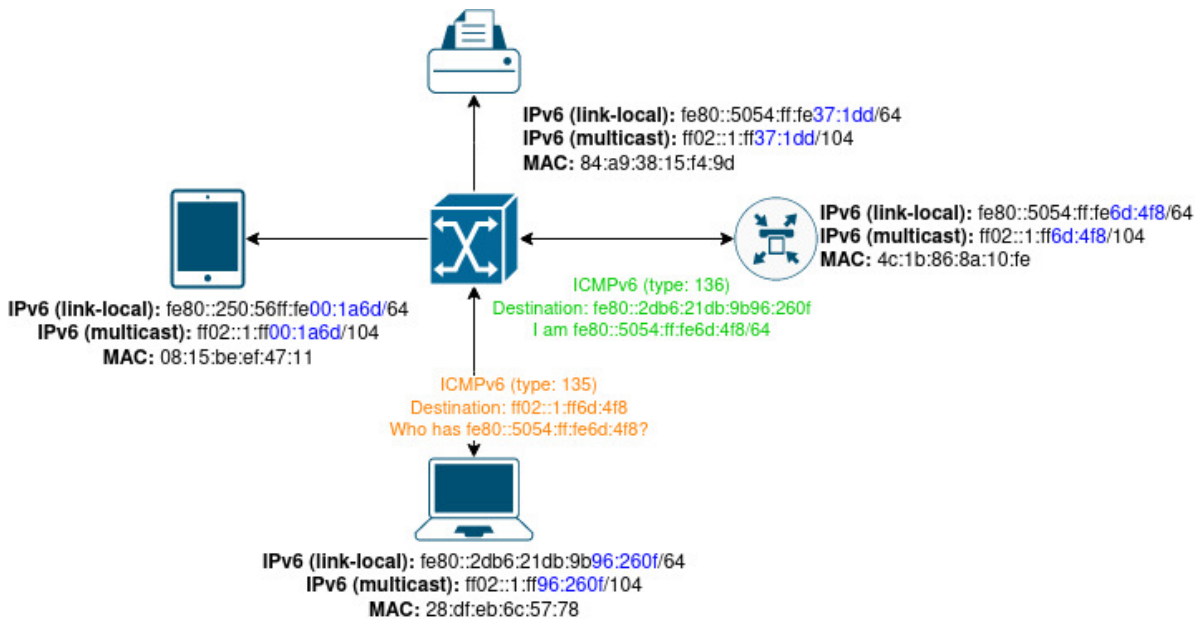 IPv6 (link-local): fe80::5054:ff:fe37:1dd/64
IPv6 (multicast): ff02::1:ff37:1dd/104
MAC: 84:a9:38:15:f4:9d
IPv6 (link-local): fe80::5054:ff:fe6d:4f8/64
IPv6 (multicast): ff02::1:ff6d:4f8/104
MAC: 4c:1b:86:8a:10:fe
ICMPv6 (type: 136)
Destination: fe80::2db6:21db:9b96:260f
I am fe80::5054:ff:fe6d:4f8/64
IPv6 (link-local): fe80::250:56ff:fe00:1a6d/64
IPv6 (multicast): ff02::1:ff00:1a6d/104
MAC: 08:15:be:ef:47:11
ICMPv6 (type: 135)
Destination: ff02::1:ff6d:4f8
Who has fe80::5054:ff:fe6d:4f8?
IPv6 (link-local): fe80::2db6:21db:9b96:260f/64
IPv6 (multicast): ff02::1:ff96:260f/104
MAC: 28:df:eb:6c:57:78